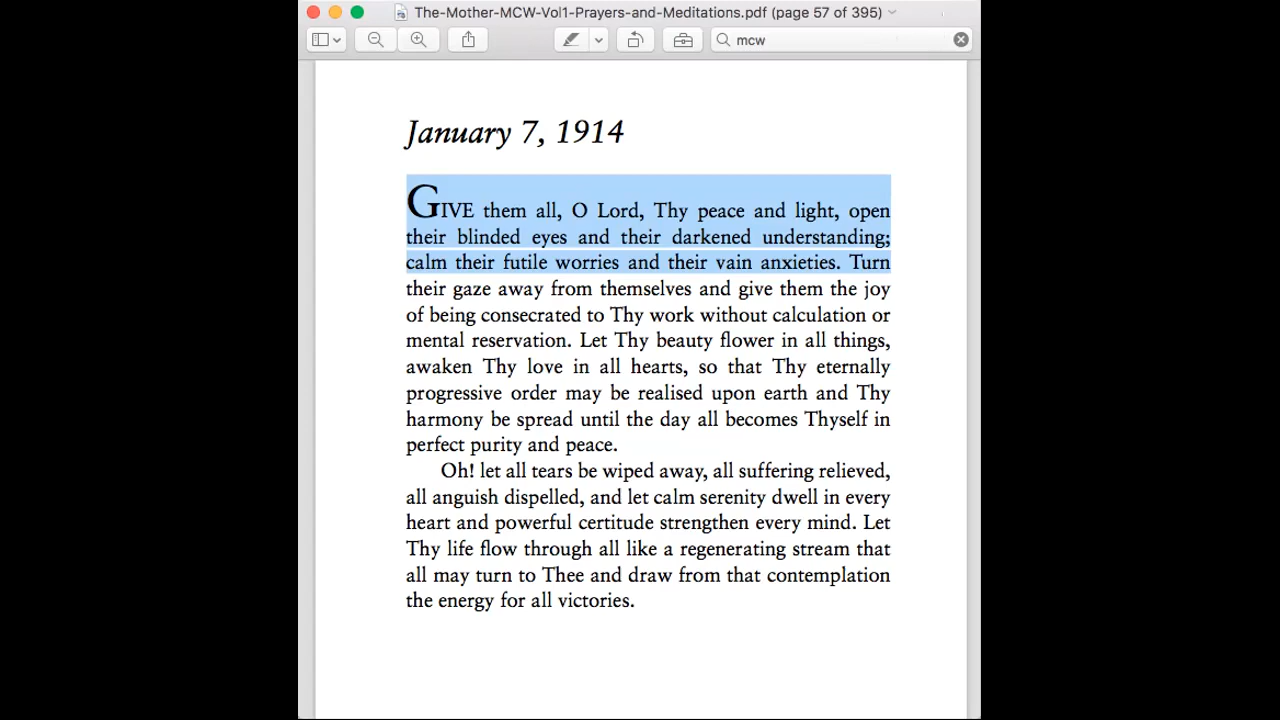 The-Mother-MCW-Vol1-Prayers-and-Meditations.pdf (page 57 of 395)
mcw
January 7, 1914
GIVE them all, O Lord, Thy peace and light, open
their blinded eyes and their darkened understanding;
calm their futile worries and their vain anxieties. Turn
their gaze away from themselves and give them the joy
of being consecrated to Thy work without calculation or
mental reservation. Let Thy beauty flower in all things,
awaken Thy love in all hearts, so that Thy eternally
progressive order may be realised upon earth and Thy
harmony be spread until the day all becomes Thyself in
perfect purity and peace.
Oh! let all tears be wiped away, all suffering relieved,
all anguish dispelled, and let calm serenity dwell in every
heart and powerful certitude strengthen every mind. Let
Thy life flow through all like a regenerating stream that
all may turn to Thee and draw from that contemplation
the energy for all victories.